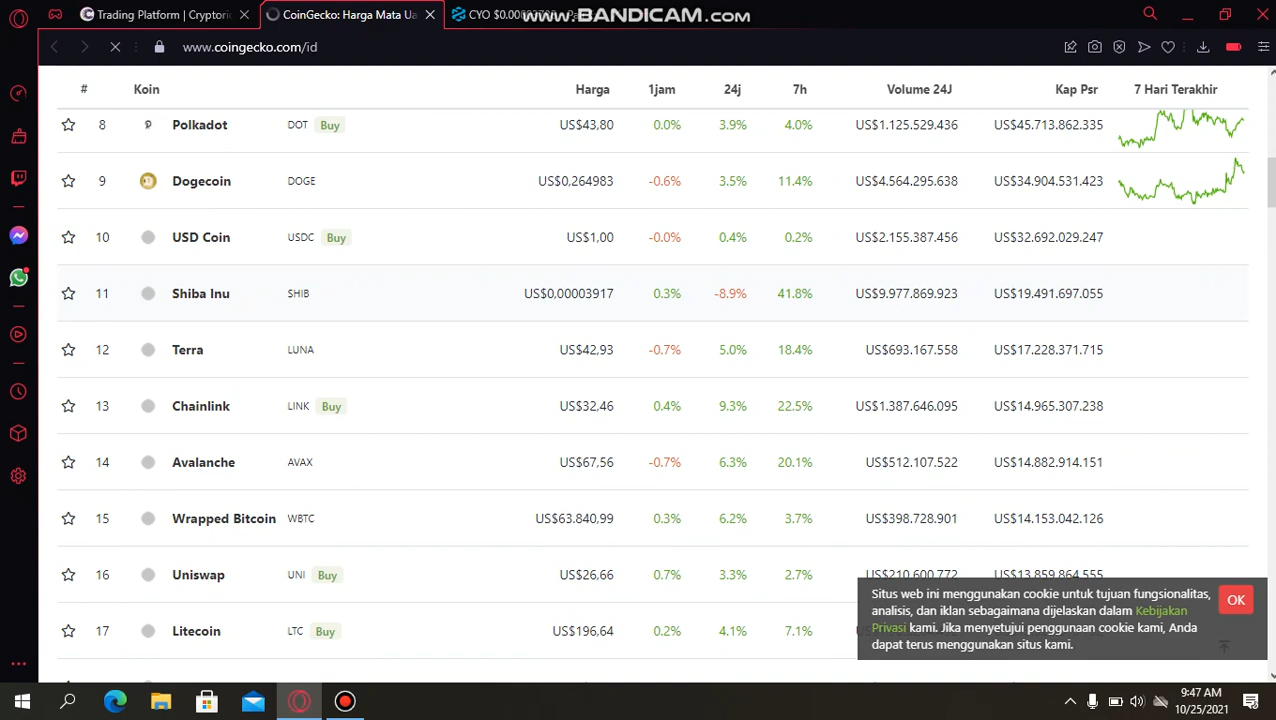 Trading Platform | Cryptori
CoinGecko: Harga Mata Ua
CYO
www.BANDICAM.com
www.coingecko.com/id
# Koin Harga 1jam 24j 7h Volume 24J Kap Psr 7 Hari Terakhir
8 Polkadot DOT Buy US$43,80 0.0% 3.9% 4.0% US$1.125.529.436 US$45.713.862.335
9 Dogecoin DOGE US$0,264983 -0.6% 3.5% 11.4% US$4.564.295.638 US$34.904.531.423
10 USD Coin USDC Buy US$1,00 -0.0% 0.4% 0.2% US$2.155.387.456 US$32.692.029.247
11 Shiba Inu SHIB US$0,00003917 0.3% -8.9% 41.8% US$9.977.869.923 US$19.491.697.055
12 Terra LUNA US$42,93 -0.7% 5.0% 18.4% US$693.167.558 US$17.228.371.715
13 Chainlink LINK Buy US$32,46 0.4% 9.3% 22.5% US$1.387.646.095 US$14.965.307.238
14 Avalanche AVAX US$67,56 -0.7% 6.3% 20.1% US$512.107.522 US$14.882.914.151
15 Wrapped Bitcoin WBTC US$63.840,99 0.3% 6.2% 3.7% US$398.728.901 US$14.153.042.126
16 Uniswap UNI Buy US$26,66 0.7% 3.3% 2.7% US$210.600.772 US$13.859.864.555
17 Litecoin LTC Buy US$196,64 0.2% 4.1% 7.1%
Situs web ini menggunakan cookie untuk tujuan fungsionalitas,
analisis, dan iklan sebagaimana dijelaskan dalam Kebijakan
Privasi kami. Jika menyetujui penggunaan cookie kami, Anda
dapat terus menggunakan situs kami.
OK
9:47 AM
10/25/2021